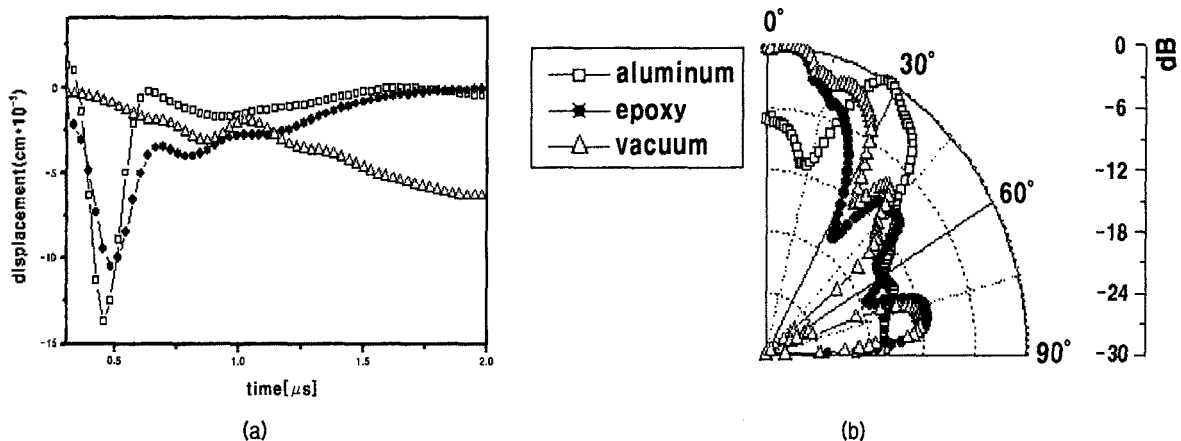 0
-5
-10
-15
displacement(cm*10⁻³)
0.5
1.0
1.5
2.0
time[μs]
(a)
aluminum
epoxy
vacuum
0°
30°
60°
90°
0
-6
-12
-18
-24
-30
dB
(b)